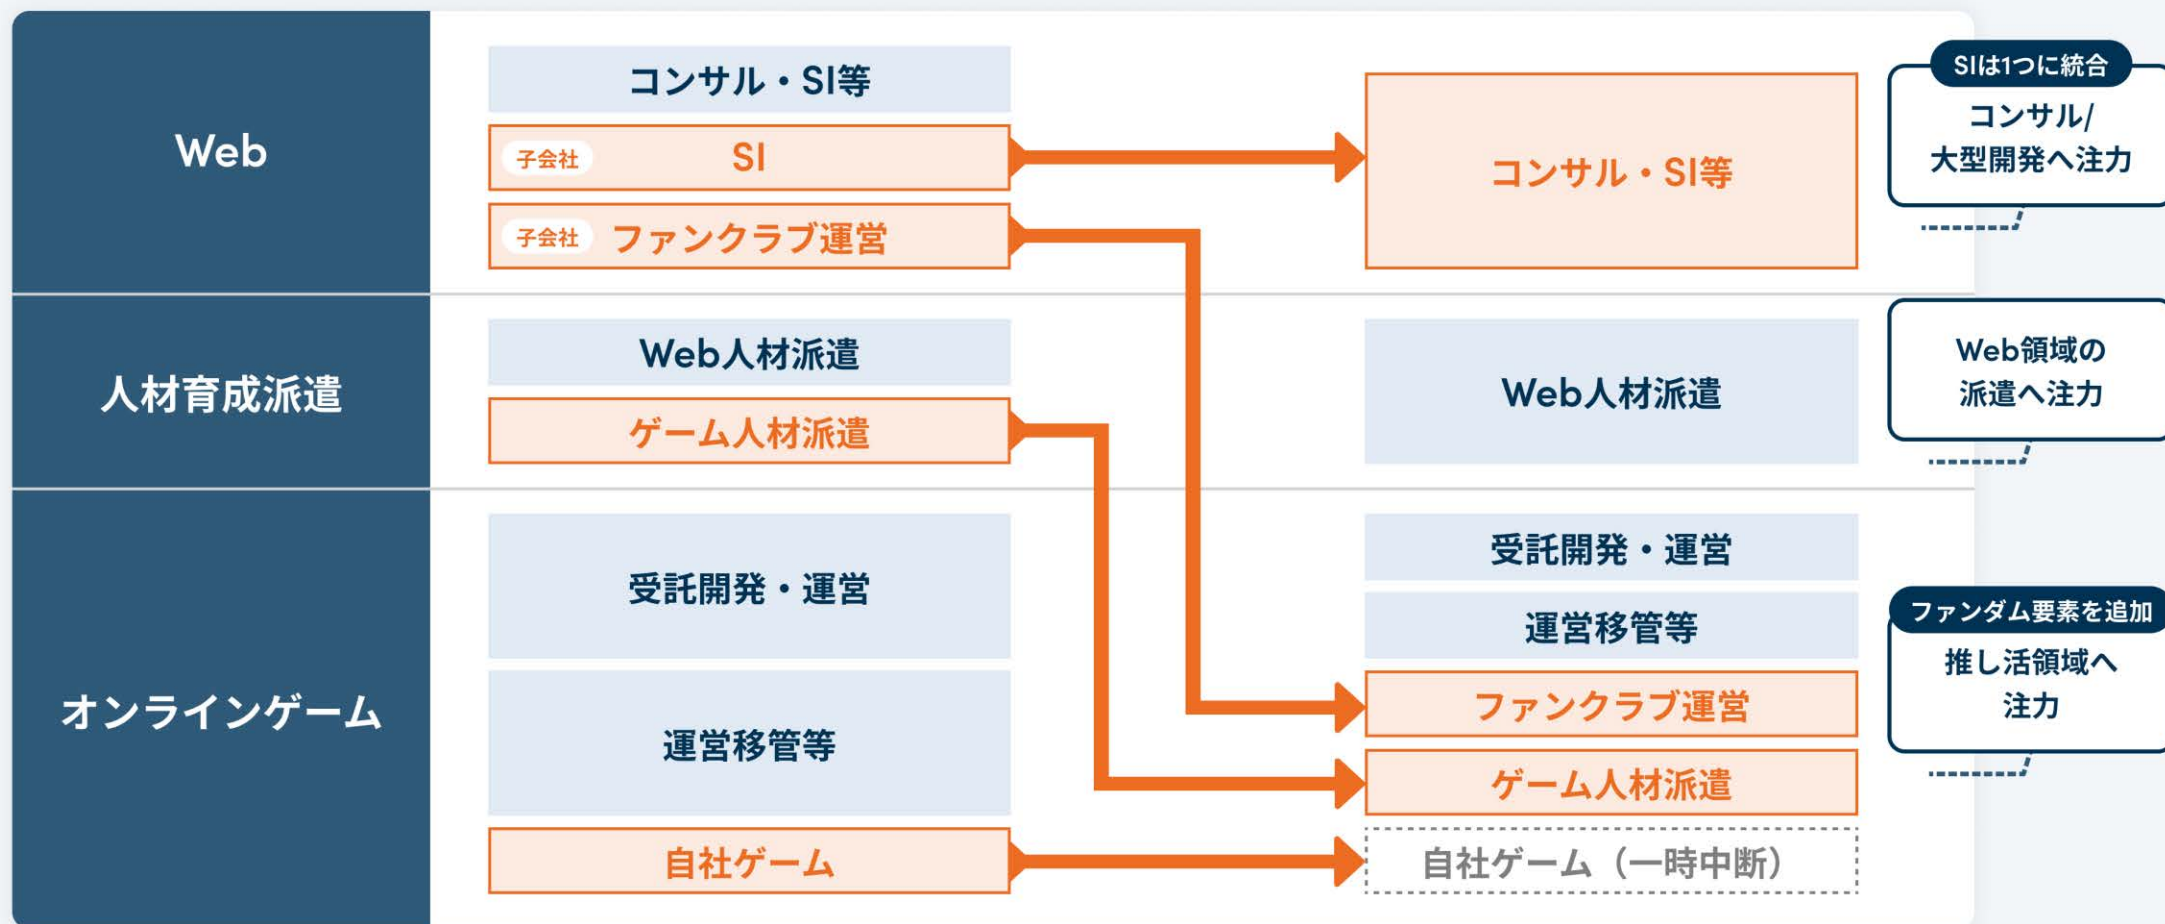 Web
コンサル・SI等
子会社 SI
子会社 ファンクラブ運営
コンサル・SI等
SIは1つに統合
コンサル/
大型開発へ注力
人材育成派遣
Web人材派遣
ゲーム人材派遣
Web人材派遣
Web領域の
派遣へ注力
オンラインゲーム
受託開発・運営
運営移管等
自社ゲーム
受託開発・運営
運営移管等
ファンクラブ運営
ゲーム人材派遣
自社ゲーム（一時中断）
ファンダム要素を追加
推し活領域へ
注力